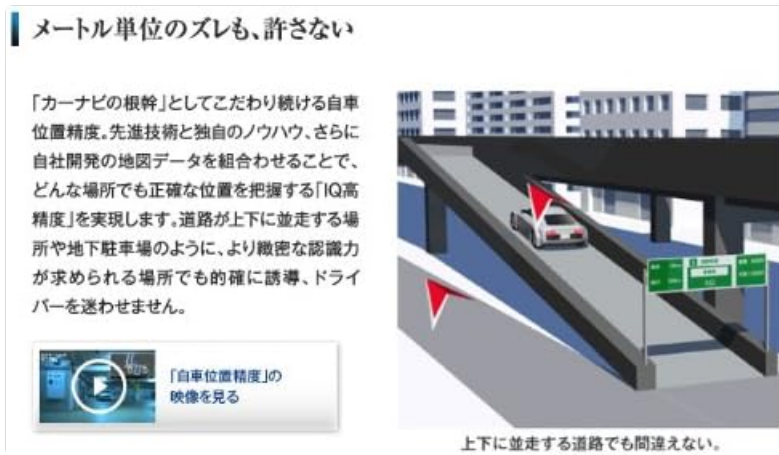 メートル単位のズレも、許さない
「カーナビの根幹」としてこだわり続ける自車
位置精度。先進技術と独自のノウハウ、さらに
自社開発の地図データを組合わせることで、
どんな場所でも正確な位置を把握する「IQ高
精度」を実現します。道路が上下に並走する場
所や地下駐車場のように、より緻密な認識力
が求められる場所でも的確に誘導、ドライ
バーを迷わせません。
「自車位置精度」の
映像を見る
上下に並走する道路でも間違えない。